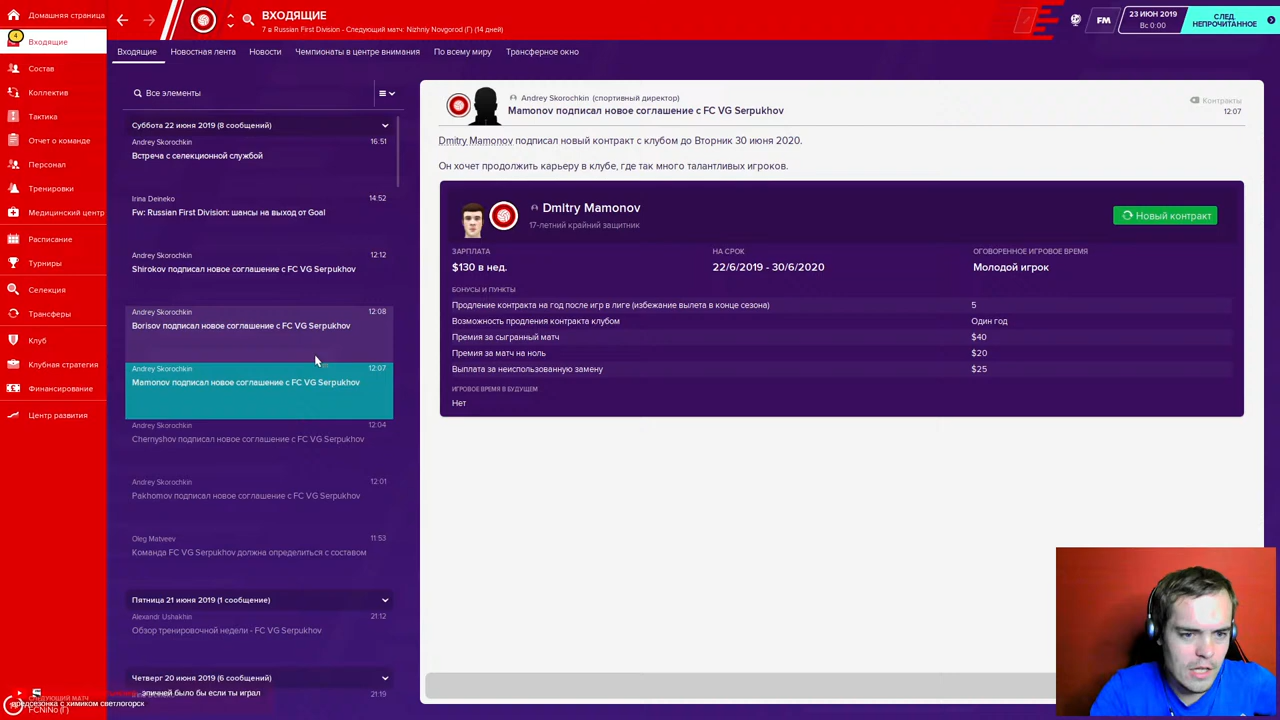 Домашняя страница
4
Входящие
Состав
Коллектив
Тактика
Отчет о команде
Персонал
Тренировки
Медицинский центр
Расписание
Турниры
Селекция
Трансферы
Клуб
Клубная стратегия
Финансирование
Центр развития
СЛЕДУЮЩИЙ МАТЧ
FCNiNo (Г)
эпичней было бы если ты играл
предсезонка с химиком светлогорск
ВХОДЯЩИЕ
7 в Russian First Division - Следующий матч: Nizhniy Novgorod (Г) (14 дней)
FM
23 ИЮН 2019
Вс 0:00
СЛЕД.
НЕПРОЧИТАННОЕ
Входящие
Новостная лента
Новости
Чемпионаты в центре внимания
По всему миру
Трансферное окно
Все элементы
Суббота 22 июня 2019 (8 сообщений)
Andrey Skorochkin 16:51
Встреча с селекционной службой
Irina Deineko 14:52
Fw: Russian First Division: шансы на выход от Goal
Andrey Skorochkin 12:12
Shirokov подписал новое соглашение с FC VG Serpukhov
Andrey Skorochkin 12:08
Borisov подписал новое соглашение с FC VG Serpukhov
Andrey Skorochkin 12:07
Mamonov подписал новое соглашение с FC VG Serpukhov
Andrey Skorochkin 12:04
Chernyshov подписал новое соглашение с FC VG Serpukhov
Andrey Skorochkin 12:01
Pakhomov подписал новое соглашение с FC VG Serpukhov
Oleg Matveev 11:53
Команда FC VG Serpukhov должна определиться с составом
Пятница 21 июня 2019 (1 сообщение)
Alexandr Ushakhin 21:12
Обзор тренировочной недели - FC VG Serpukhov
Четверг 20 июня 2019 (6 сообщений)
21:19
Andrey Skorochkin (спортивный директор)
Mamonov подписал новое соглашение с FC VG Serpukhov
Контракты
12:07
Dmitry Mamonov подписал новый контракт с клубом до Вторник 30 июня 2020.
Он хочет продолжить карьеру в клубе, где так много талантливых игроков.
Dmitry Mamonov
17-летний крайний защитник
Новый контракт
ЗАРПЛАТА
$130 в нед.
НА СРОК
22/6/2019 - 30/6/2020
ОГОВОРЕННОЕ ИГРОВОЕ ВРЕМЯ
Молодой игрок
БОНУСЫ И ПУНКТЫ
Продление контракта на год после игр в лиге (избежание вылета в конце сезона) 5
Возможность продления контракта клубом Один год
Премия за сыгранный матч $40
Премия за матч на ноль $20
Выплата за неиспользованную замену $25
ИГРОВОЕ ВРЕМЯ В БУДУЩЕМ
Нет